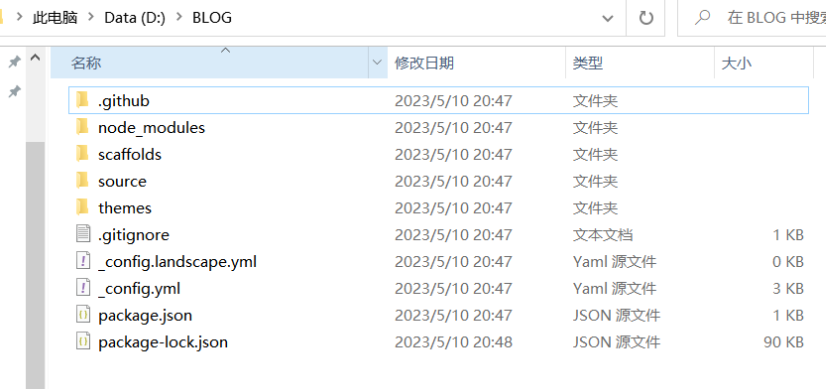 此电脑 > Data (D:) > BLOG 在 BLOG 中搜
名称 修改日期 类型 大小
.github 2023/5/10 20:47 文件夹
node_modules 2023/5/10 20:47 文件夹
scaffolds 2023/5/10 20:47 文件夹
source 2023/5/10 20:47 文件夹
themes 2023/5/10 20:47 文件夹
.gitignore 2023/5/10 20:47 文本文档 1 KB
_config.landscape.yml 2023/5/10 20:47 Yaml 源文件 0 KB
_config.yml 2023/5/10 20:47 Yaml 源文件 3 KB
package.json 2023/5/10 20:47 JSON 源文件 1 KB
package-lock.json 2023/5/10 20:48 JSON 源文件 90 KB